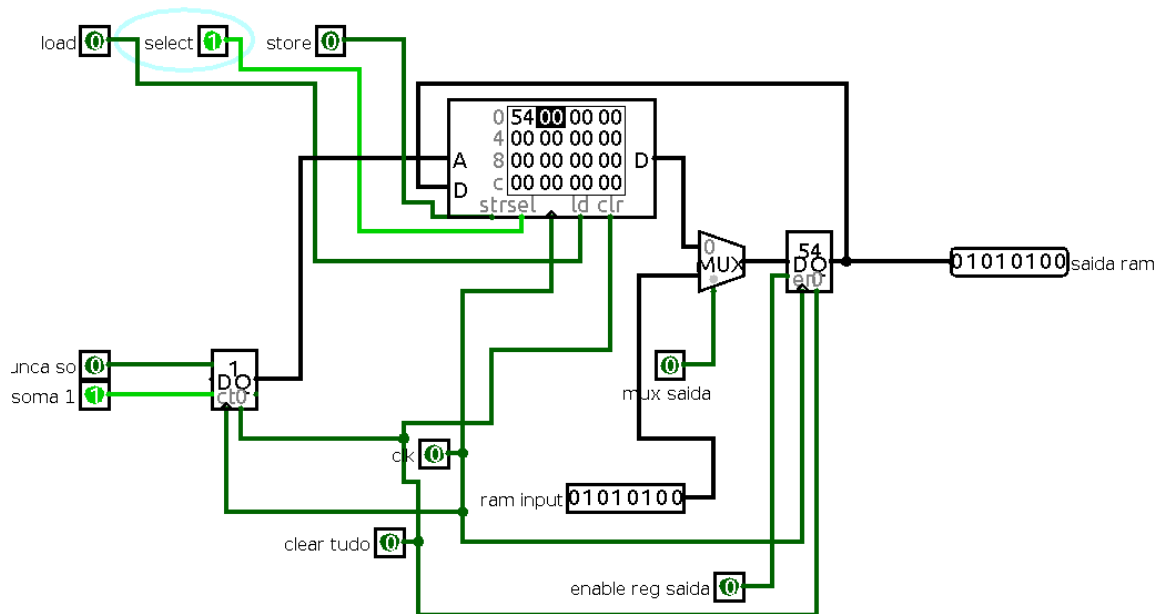 load 0 select 1 store 0
0 54 00 00 00
4 00 00 00 00
8 00 00 00 00
c 00 00 00 00
A
D
D
str sel ld clr
0
MUX
54
D Q
en 0
01010100 saida ram
unca so 0
soma 1 1
1
D Q
ct 0
0
mux saida
clk 0
ram input 01010100
clear tudo 0
enable reg saida 0